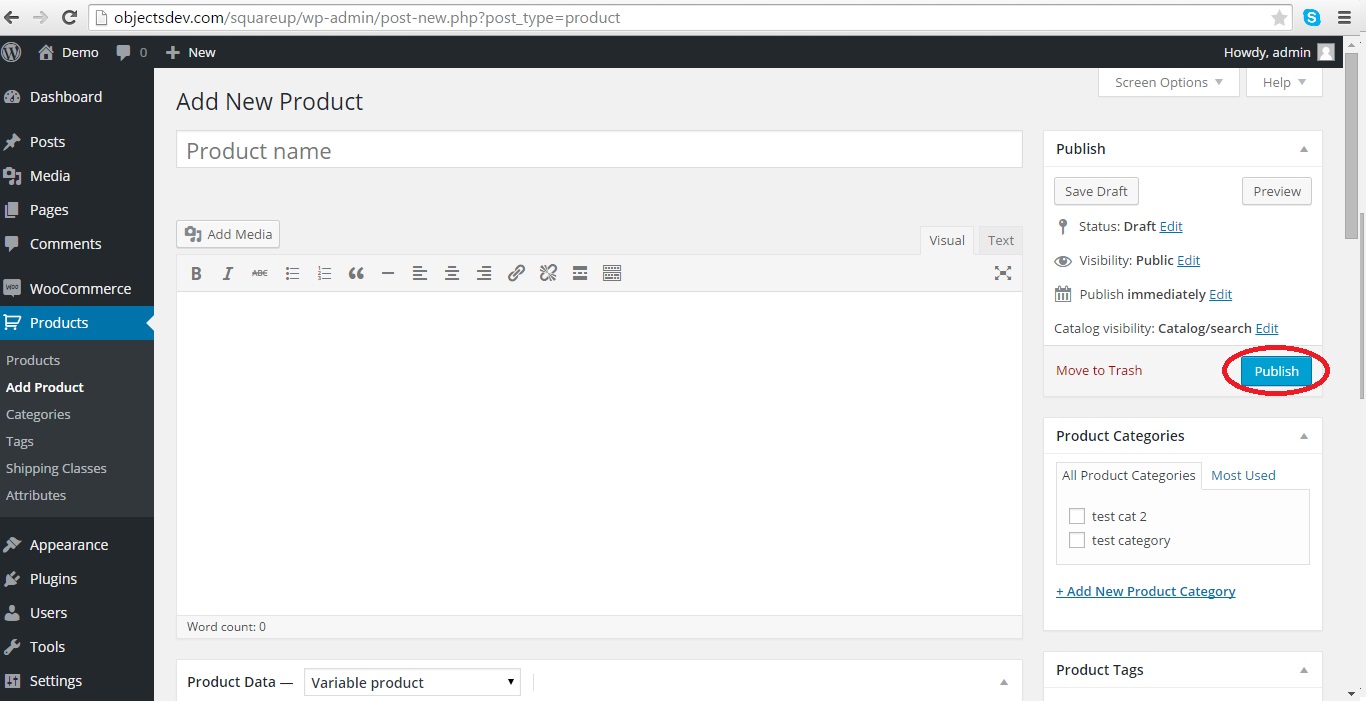 objectsdev.com/squareup/wp-admin/post-new.php?post_type=product
Demo 0 New
Howdy, admin
Dashboard
Posts
Media
Pages
Comments
WooCommerce
Products
Products
Add Product
Categories
Tags
Shipping Classes
Attributes
Appearance
Plugins
Users
Tools
Settings
Screen Options
Help
Add New Product
Product name
Add Media
Visual Text
B I ABC
Word count: 0
Product Data —
Variable product
Publish
Save Draft
Preview
Status: Draft Edit
Visibility: Public Edit
Publish immediately Edit
Catalog visibility: Catalog/search Edit
Move to Trash
Publish
Product Categories
All Product Categories Most Used
test cat 2
test category
+ Add New Product Category
Product Tags